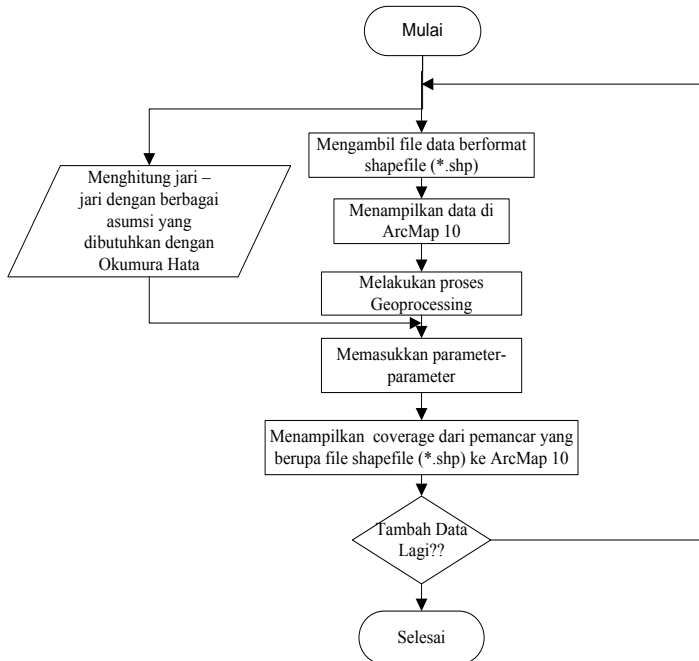 Mulai
Mengambil file data berformat
shapefile (*.shp)
Menghitung jari –
jari dengan berbagai
asumsi yang
dibutuhkan dengan
Okumura Hata
Menampilkan data di
ArcMap 10
Melakukan proses
Geoprocessing
Memasukkan parameter-
parameter
Menampilkan coverage dari pemancar yang
berupa file shapefile (*.shp) ke ArcMap 10
Tambah Data
Lagi??
Selesai